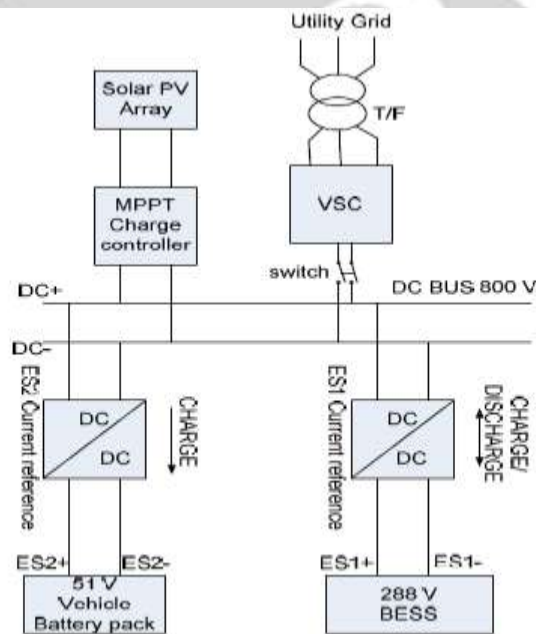 Utility Grid
Solar PV
Array
T/F
MPPT
Charge
controller
VSC
switch
DC+
DC BUS 800 V
DC-
ES2 Current reference
DC
DC
CHARGE
ES1 Current reference
DC
DC
CHARGE/
DISCHARGE
ES2+
ES2-
ES1+
ES1-
51 V
Vehicle
Battery pack
288 V
BESS